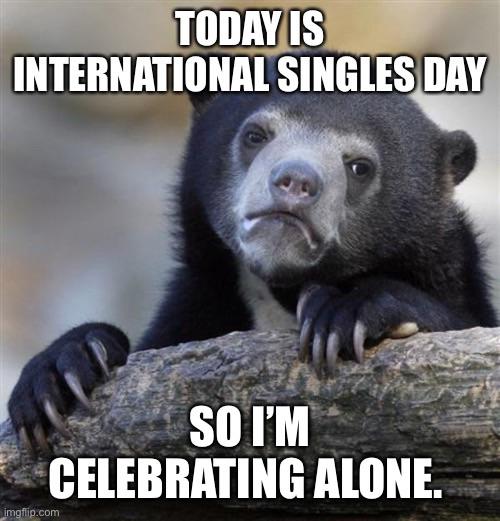 TODAY IS
INTERNATIONAL SINGLES DAY
SO I’M
CELEBRATING ALONE.
imgflip.com